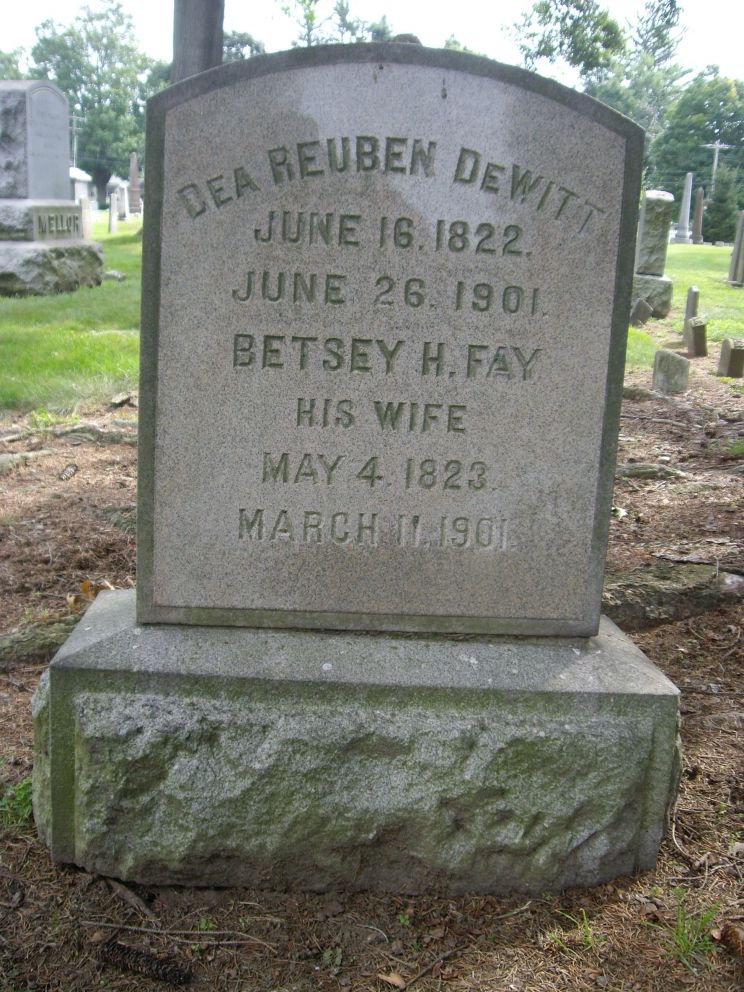 DEA REUBEN DEWITT
JUNE 16. 1822.
JUNE 26. 1901.
BETSEY H. FAY
HIS WIFE
MAY 4. 1823.
MARCH 11. 1901.
MELLOR